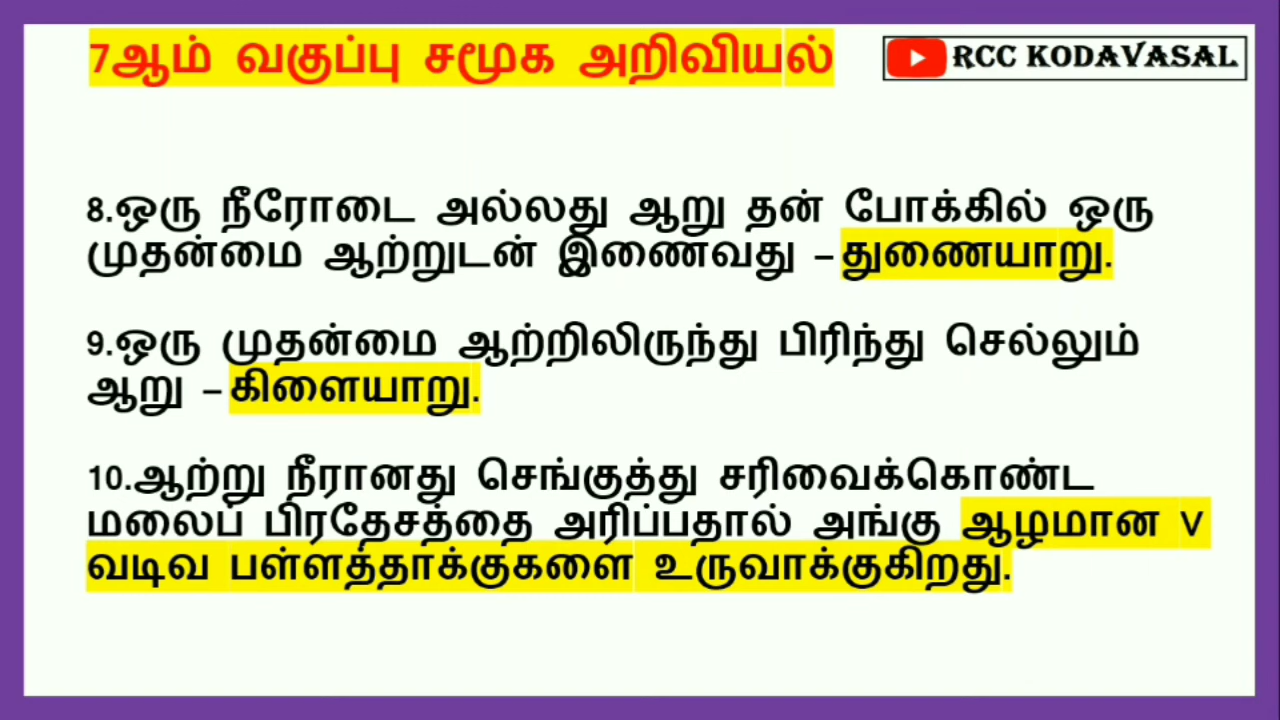 7ஆம் வகுப்பு சமூக அறிவியல்
RCC KODAVASAL
8.ஒரு நீரோடை அல்லது ஆறு தன் போக்கில் ஒரு
முதன்மை ஆற்றுடன் இணைவது – துணையாறு.
9.ஒரு முதன்மை ஆற்றிலிருந்து பிரிந்து செல்லும்
ஆறு – கிளையாறு.
10.ஆற்று நீரானது செங்குத்து சரிவைக்கொண்ட
மலைப் பிரதேசத்தை அரிப்பதால் அங்கு ஆழமான V
வடிவ பள்ளத்தாக்குகளை உருவாக்குகிறது.